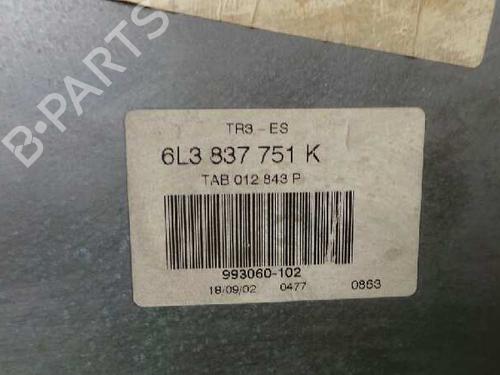 B-PARTS
TR3 - ES
6L3 837 751 K
TAB 012 843 P
993060-102
18/09/02 0477 0863